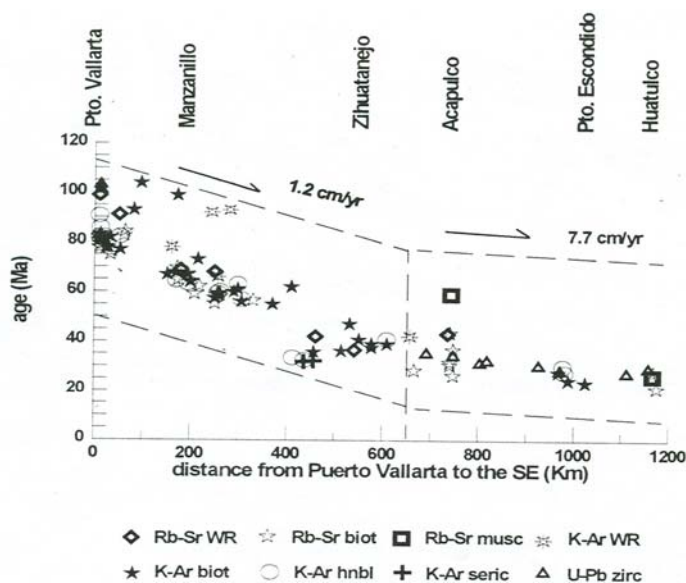 Pto. Vallarta
Manzanillo
Zihuatanejo
Acapulco
Pto. Escondido
Huatulco
120
100
80
60
40
20
0
age (Ma)
1.2 cm/yr
7.7 cm/yr
0 200 400 600 800 1000 1200
distance from Puerto Vallarta to the SE (Km)
Rb-Sr WR Rb-Sr biot Rb-Sr musc K-Ar WR
K-Ar biot K-Ar hnbl K-Ar seric U-Pb zirc